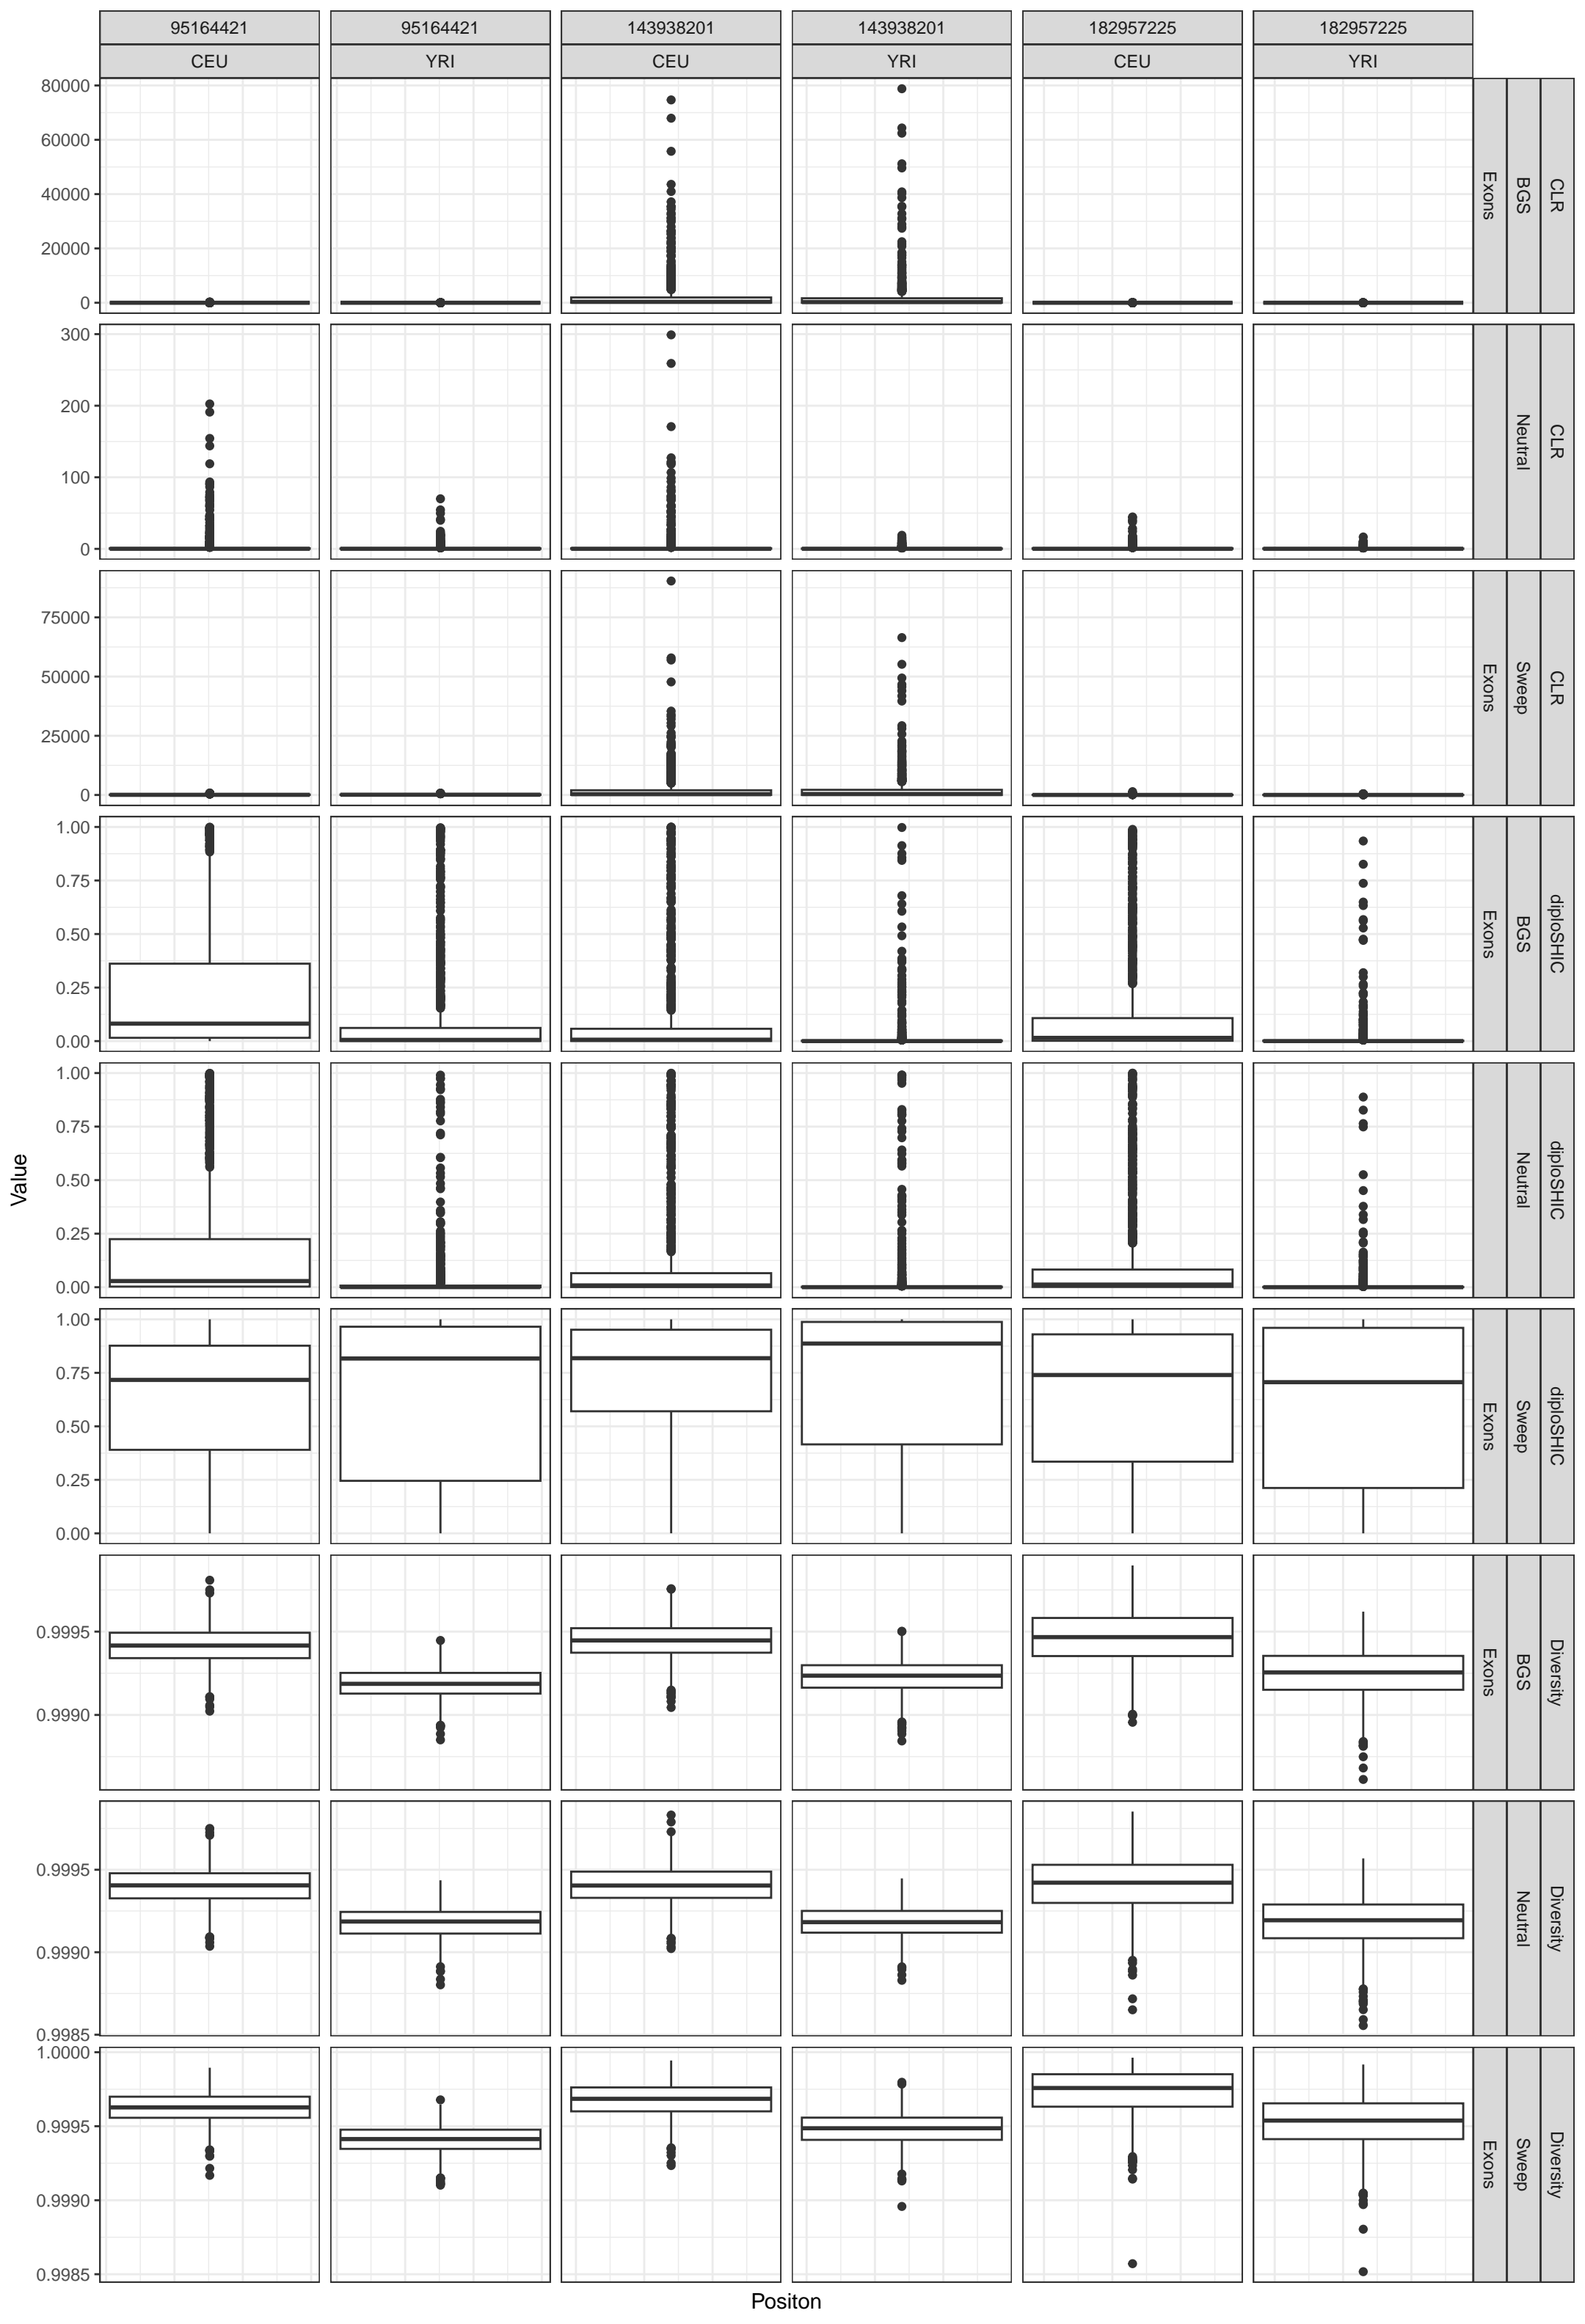 95164421 95164421 143938201 143938201 182957225 182957225
CEU YRI CEU YRI CEU YRI
80000
60000
40000
20000
0
Exons BGS CLR
300
200
100
0
Neutral CLR
75000
50000
25000
0
Exons Sweep CLR
1.00
0.75
0.50
0.25
0.00
Exons BGS diploSHIC
1.00
0.75
0.50
0.25
0.00
Neutral diploSHIC
Value
1.00
0.75
0.50
0.25
0.00
Exons Sweep diploSHIC
0.9995
0.9990
Exons BGS Diversity
0.9995
0.9990
0.9985
Neutral Diversity
1.0000
0.9995
0.9990
0.9985
Exons Sweep Diversity
Positon